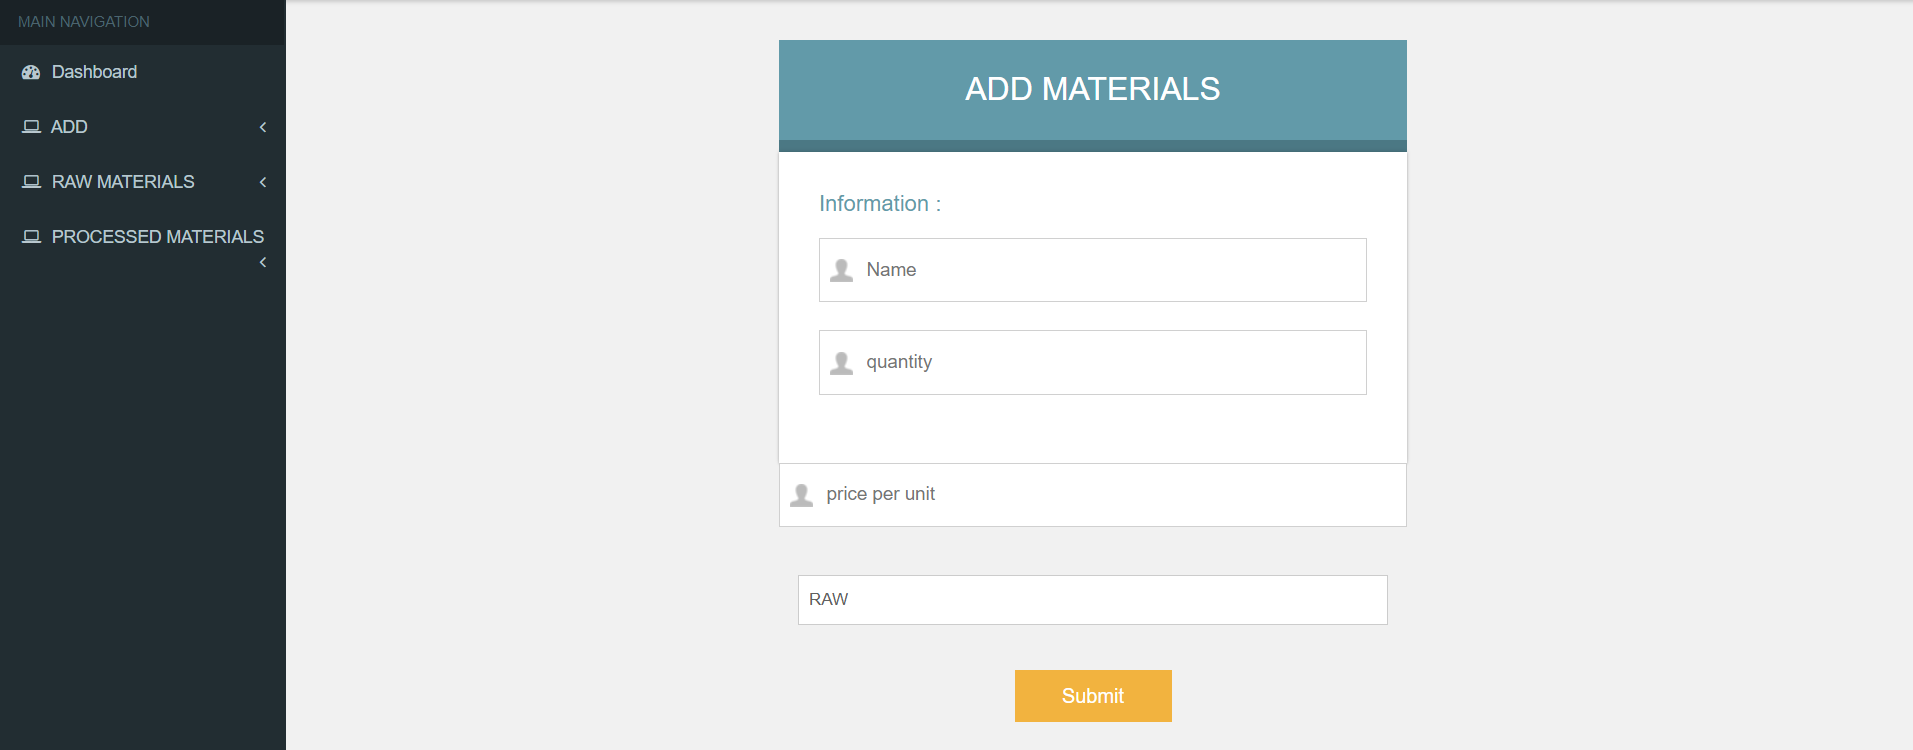 MAIN NAVIGATION
Dashboard
ADD
RAW MATERIALS
PROCESSED MATERIALS
ADD MATERIALS
Information :
Name
quantity
price per unit
RAW
Submit